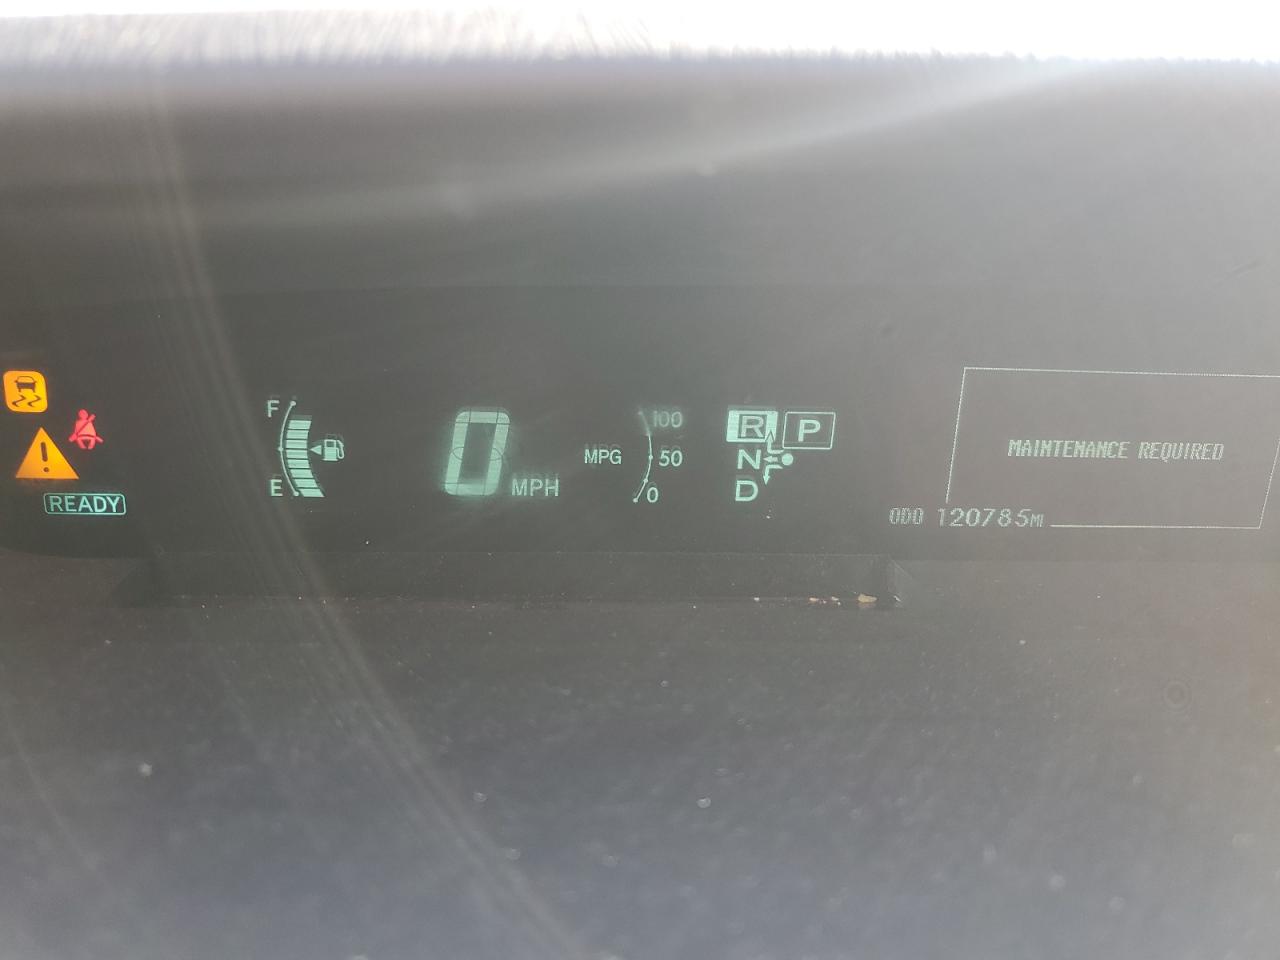 F
E
READY
0 MPH
MPG
100
50
0
R P
N
D
MAINTENANCE REQUIRED
ODO 120785MI